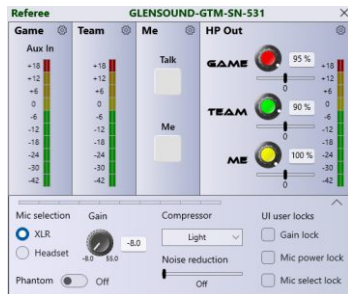 Referee GLENSOUND-GTM-SN-531
Game Team Me HP Out
Aux In
+18
+12
+6
0
-6
-12
-18
-24
-30
-42
+18
+12
+6
0
-6
-12
-18
-24
-30
-42
Talk
Me
GAME 95 %
0
TEAM 90 %
0
ME 100 %
0
+18
+12
+6
0
-6
-12
-18
-24
-30
-42
Mic selection Gain Compressor UI user locks
XLR -8.0 Light Gain lock
Headset -8.0 55.0 Noise reduction Mic power lock
Phantom Off Off Mic select lock